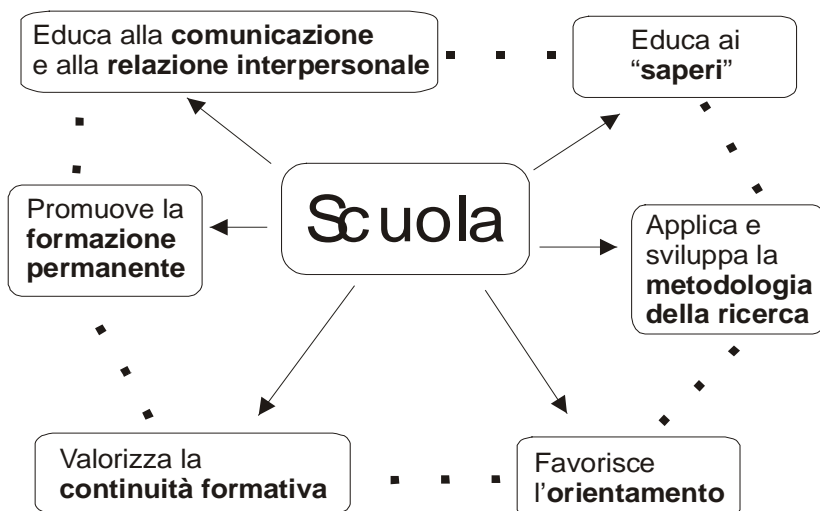 Educa alla comunicazione
e alla relazione interpersonale
Educa ai
“saperi”
Scuola
Promuove la
formazione
permanente
Applica e
sviluppa la
metodologia
della ricerca
Valorizza la
continuità formativa
Favorisce
l'orientamento